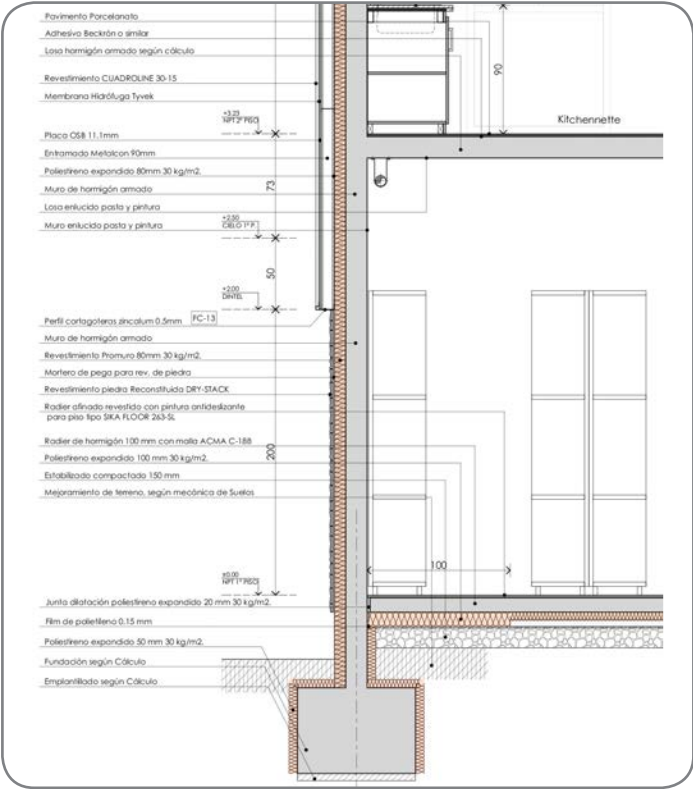 Pavimento Porcelanato
Adhesivo Beckrón o similar
Losa hormigón armado según cálculo
90
Revestimiento CUADROLINE 30-15
Membrana Hidrófuga Tyvek
+3.23
NPT 2º PISO
Kitchennette
Placa OSB 11.1mm
Entramado Metalcon 90mm
Poliestireno expandido 80mm 30 kg/m2.
73
Muro de hormigón armado
Losa enlucido pasta y pintura
+2.50
CIELO 1º P.
Muro enlucido pasta y pintura
50
+2.00
DINTEL
Perfil cortagoteras zincalum 0.5mm
FC-13
Muro de hormigón armado
Revestimiento Promuro 80mm 30 kg/m2.
Mortero de pega para rev. de piedra
Revestimiento piedra Reconstituida DRY-STACK
Radier afinado revestido con pintura antideslizante
para piso tipo SIKA FLOOR 263-SL
Radier de hormigón 100 mm con malla ACMA C-188
200
Poliestireno expandido 100 mm 30 kg/m2.
Estabilizado compactado 150 mm
Mejoramiento de terreno, según mecánica de Suelos
100
±0.00
NPT 1º PISO
Junta dilatación poliestireno expandido 20 mm 30 kg/m2.
Film de polietileno 0.15 mm
Poliestireno expandido 50 mm 30 kg/m2.
Fundación según Cálculo
Emplantillado según Cálculo